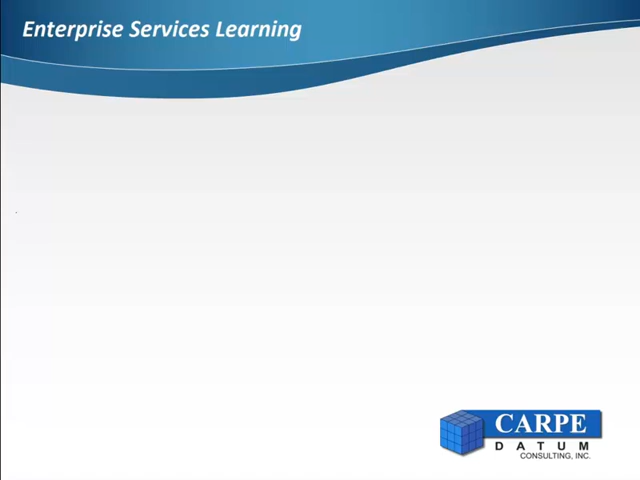 Enterprise Services Learning
CARPE
DATUM
CONSULTING, INC.